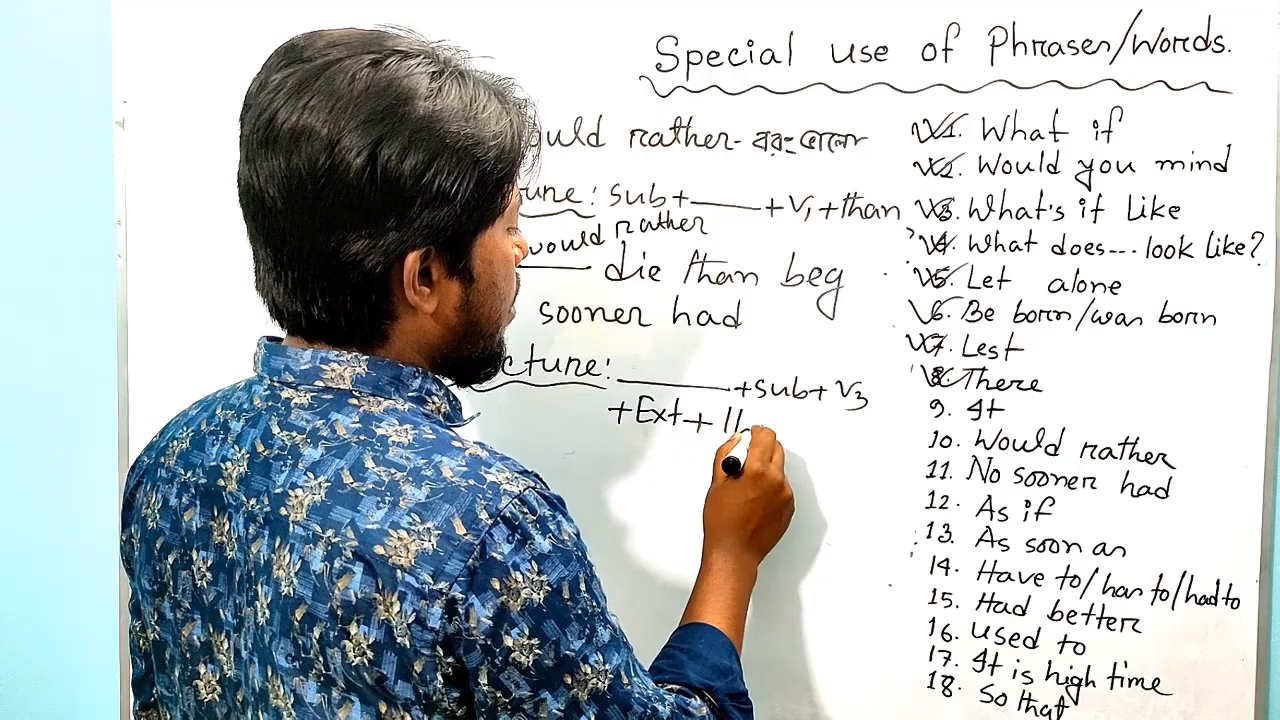 Special use of Phrases/Words.
would rather - বরং ভালো
ture: sub + ——— + V₁ + than
would rather
——— die than beg
sooner had
cture: ——— + sub + V₃
+ Ext + th
1. What if
2. Would you mind
3. What's it Like
4. What does --- look like?
5. Let alone
6. Be born/was born
7. Lest
8. There
9. It
10. Would rather
11. No sooner had
12. As if
13. As soon as
14. Have to/has to/had to
15. Had better
16. used to
17. It is high time
18. So that